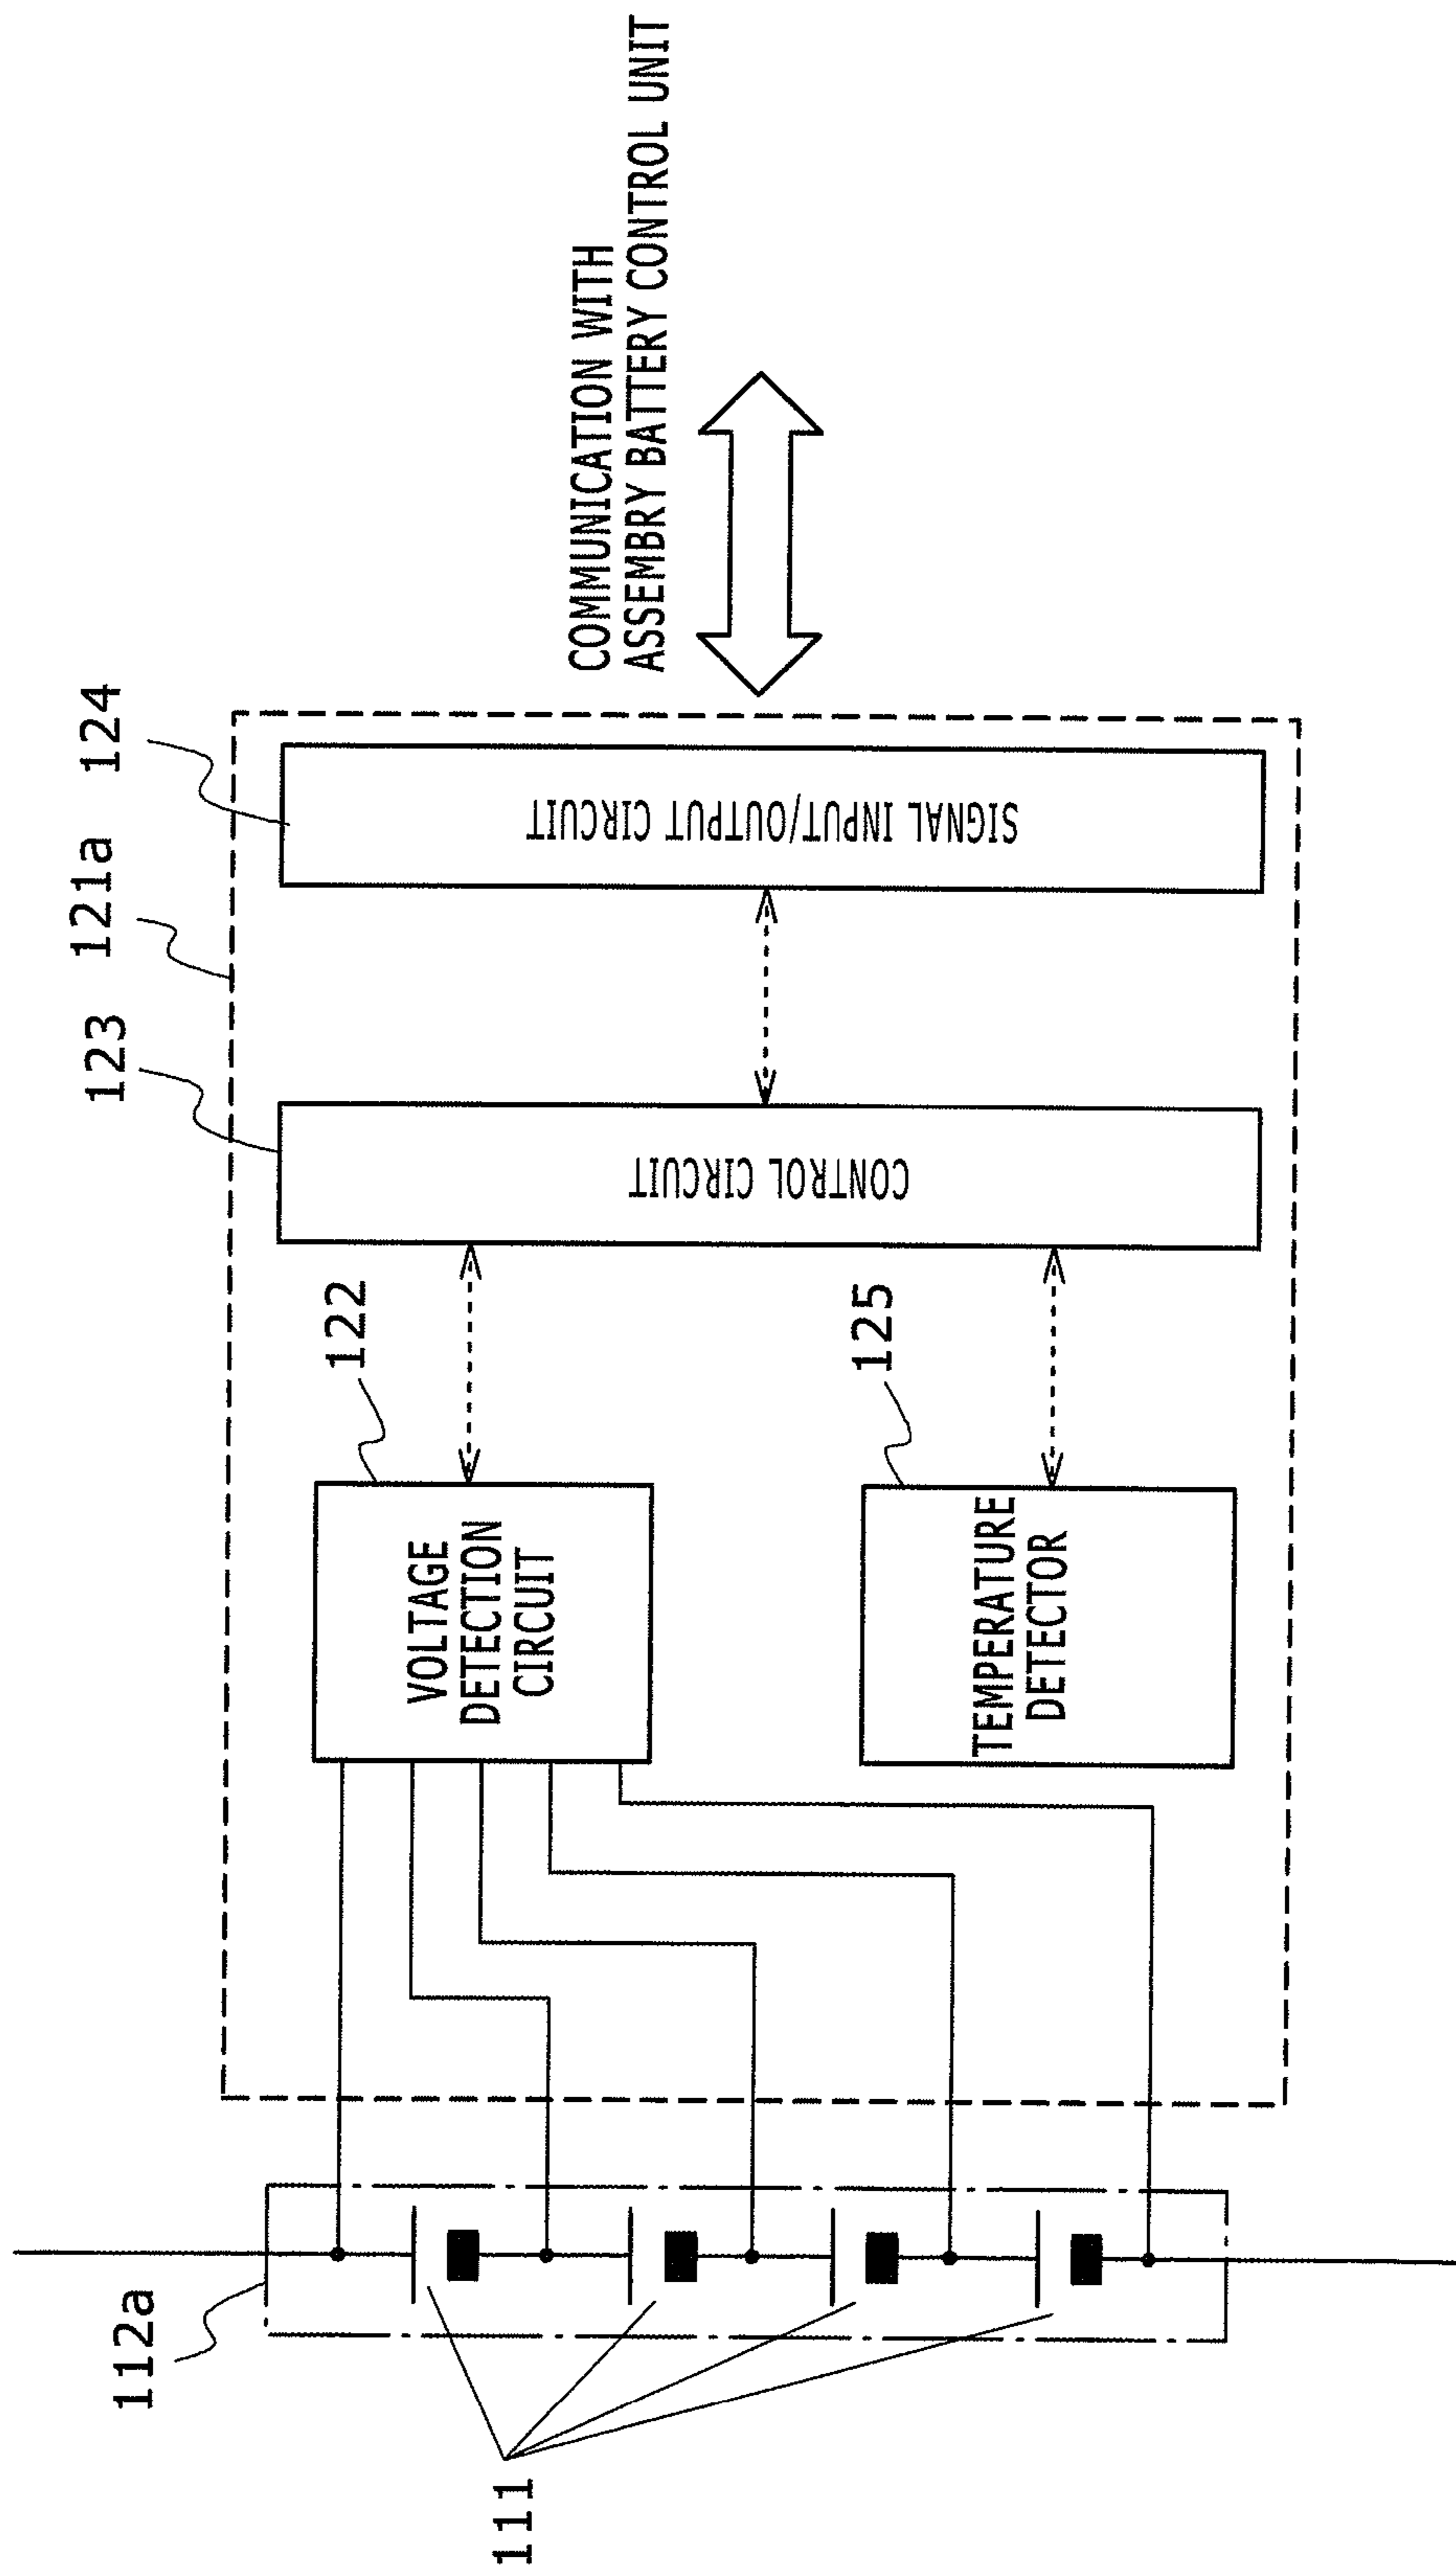 112a
111
VOLTAGE
DETECTION
CIRCUIT
122
TEMPERATURE
DETECTOR
125
123
CONTROL CIRCUIT
121a
124
SIGNAL INPUT/OUTPUT CIRCUIT
COMMUNICATION WITH
ASSEMBRY BATTERY CONTROL UNIT